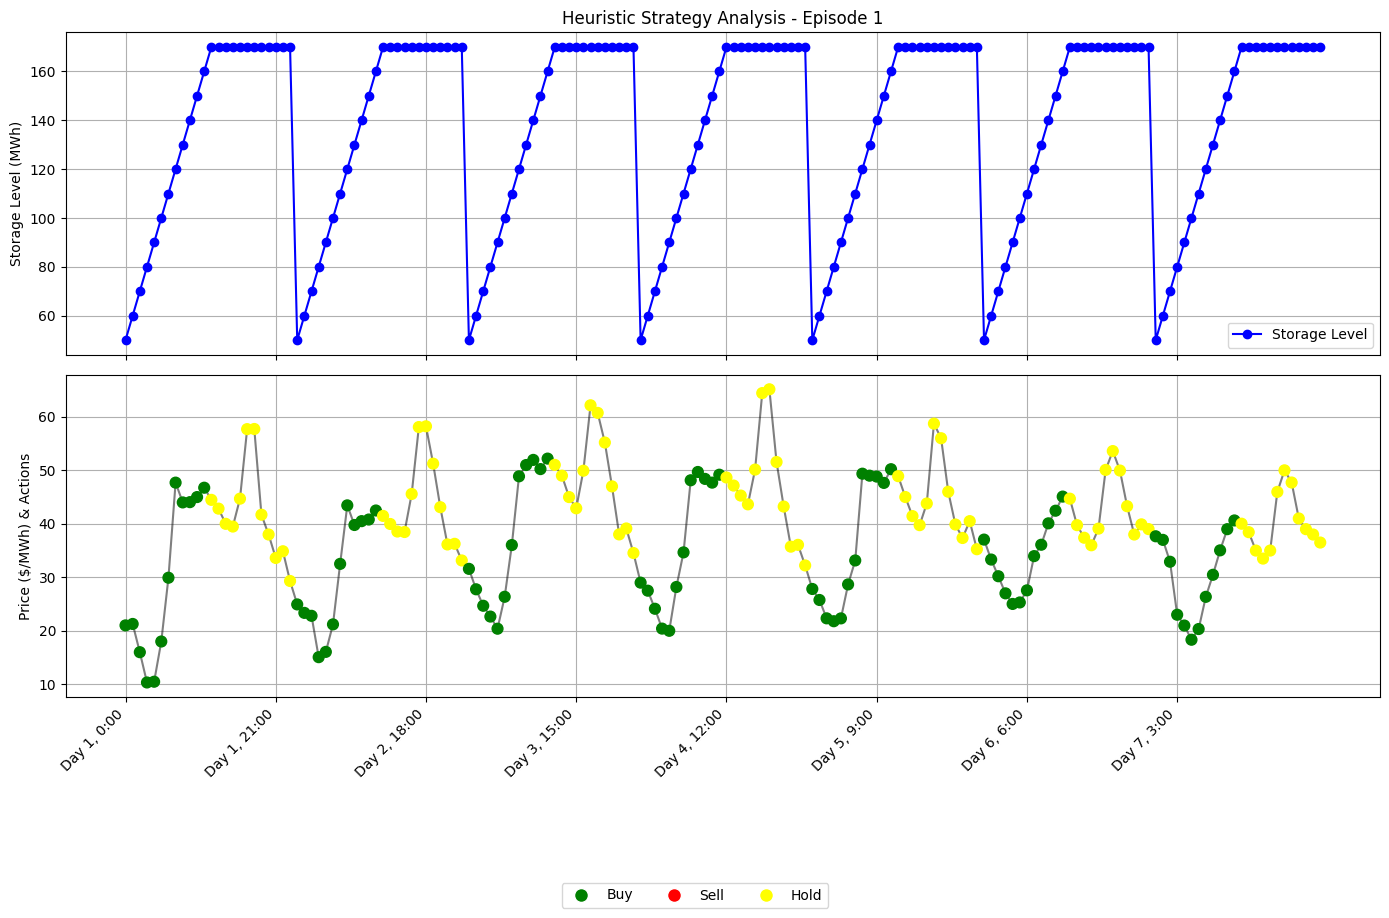 Heuristic Strategy Analysis - Episode 1
Storage Level (MWh)
160
140
120
100
80
60
Storage Level
Price ($/MWh) & Actions
60
50
40
30
20
10
Day 1, 0:00
Day 1, 21:00
Day 2, 18:00
Day 3, 15:00
Day 4, 12:00
Day 5, 9:00
Day 6, 6:00
Day 7, 3:00
Buy
Sell
Hold